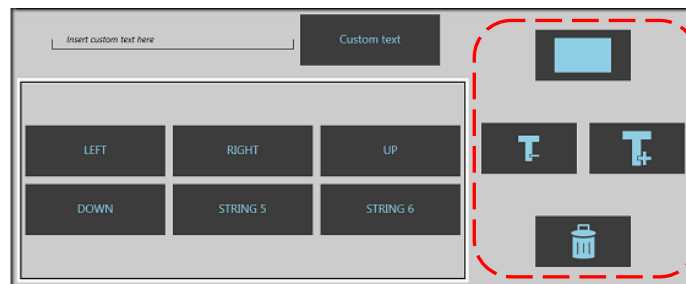 Insert custom text here
Custom text
LEFT RIGHT UP
DOWN STRING 5 STRING 6
T- T+